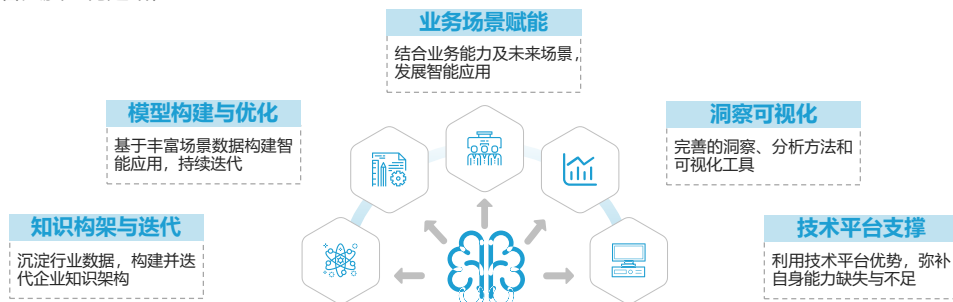 业务场景赋能
结合业务能力及未来场景,
发展智能应用
模型构建与优化
基于丰富场景数据构建智
能应用，持续迭代
洞察可视化
完善的洞察、分析方法和
可视化工具
知识构架与迭代
沉淀行业数据，构建并迭
代企业知识架构
技术平台支撑
利用技术平台优势，弥补
自身能力缺失与不足